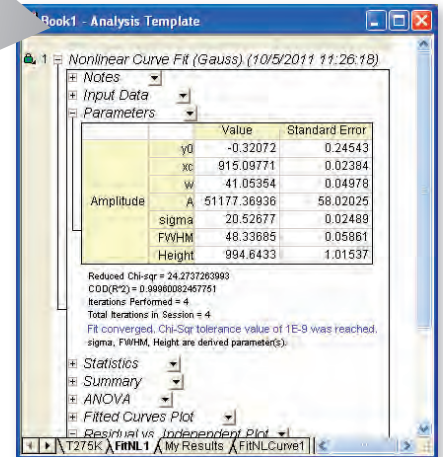 Book1 - Analysis Template
1 Nonlinear Curve Fit (Gauss) (10/5/2011 11:26:18)
Notes
Input Data
Parameters
Value Standard Error
y0 -0.32072 0.24543
xc 915.09771 0.02384
w 41.05354 0.04978
Amplitude A 51177.36936 58.02025
sigma 20.52677 0.02489
FWHM 48.33685 0.05861
Height 994.6433 1.01537
Reduced Chi-sqr = 24.2737263993
COD(R^2) = 0.99960082457751
Iterations Performed = 4
Total Iterations in Session = 4
Fit converged. Chi-Sqr tolerance value of 1E-9 was reached.
sigma, FWHM, Height are derived parameter(s).
Statistics
Summary
ANOVA
Fitted Curves Plot
Residual vs. Independent Plot
T275K FitNL1 My Results FitNLCurve1